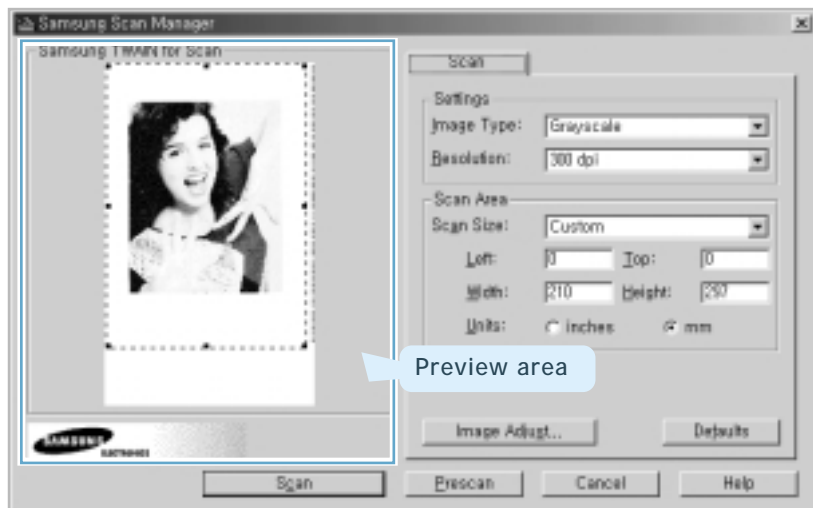 Samsung Scan Manager
Samsung TWAIN for Scan
Scan
Settings
Image Type: Grayscale
Resolution: 300 dpi
Scan Area
Scan Size: Custom
Left: 0 Top: 0
Width: 210 Height: 297
Units: inches mm
Preview area
Image Adjust... Defaults
SAMSUNG
ELECTRONICS
Scan Prescan Cancel Help